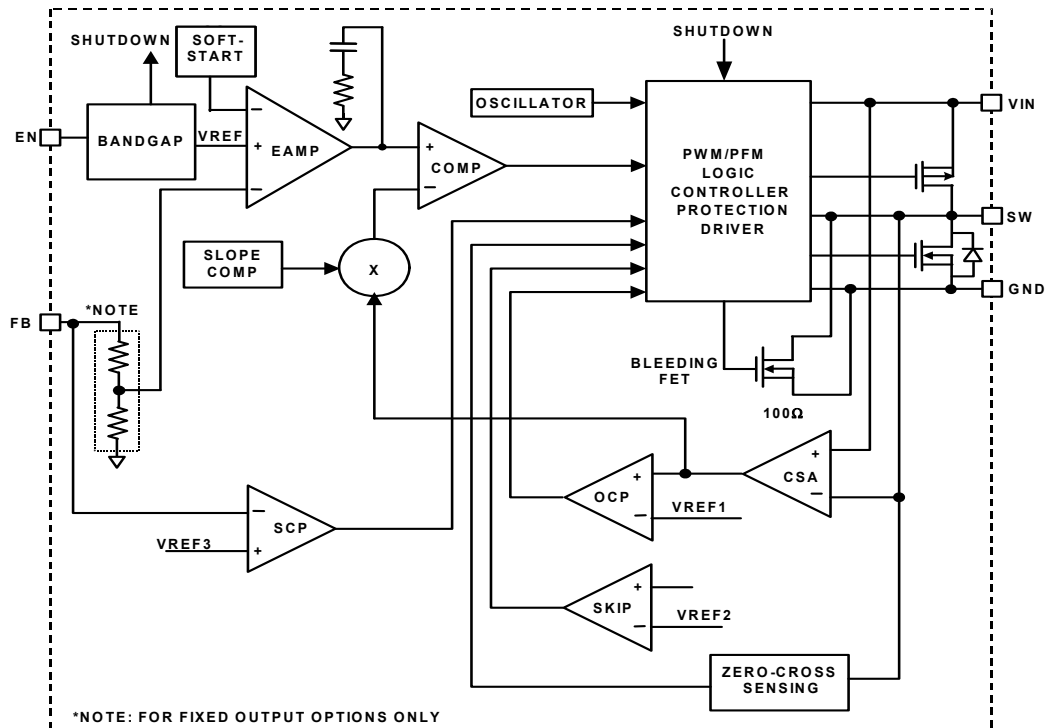 SHUTDOWN
SOFT-
START
SHUTDOWN
OSCILLATOR
VIN
EN
BANDGAP
VREF
−
+
−
EAMP
+
−
COMP
PWM/PFM
LOGIC
CONTROLLER
PROTECTION
DRIVER
SW
SLOPE
COMP
X
GND
*NOTE
FB
BLEEDING
FET
100Ω
+
−
OCP
VREF1
+
−
CSA
−
+
SCP
VREF3
+
−
SKIP
VREF2
ZERO-CROSS
SENSING
*NOTE: FOR FIXED OUTPUT OPTIONS ONLY